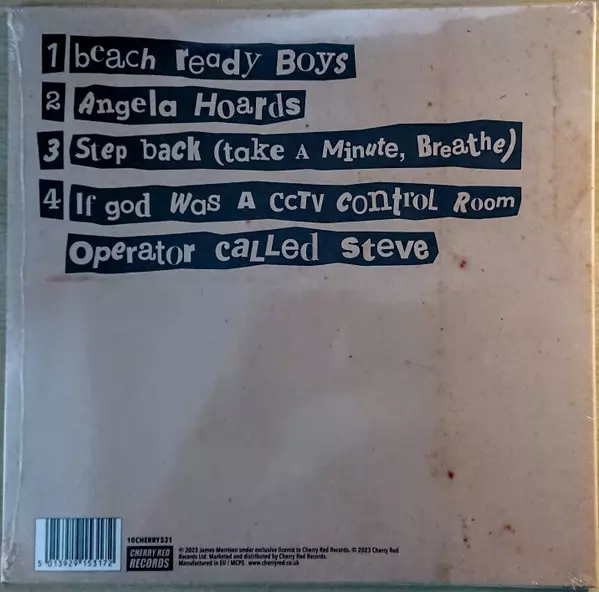 1 beach ready Boys
2 Angela Hoards
3 Step back (take A Minute, Breathe)
4 If god Was A CCTV control Room
Operator called Steve
10CHERRY531
CHERRY RED
RECORDS
5 013929 153172
℗ 2023 James Morrison under exclusive licence to Cherry Red Records. © 2023 Cherry Red
Records Ltd. Marketed and distributed by Cherry Red Records.
Manufactured in EU / MCPS. www.cherryred.co.uk